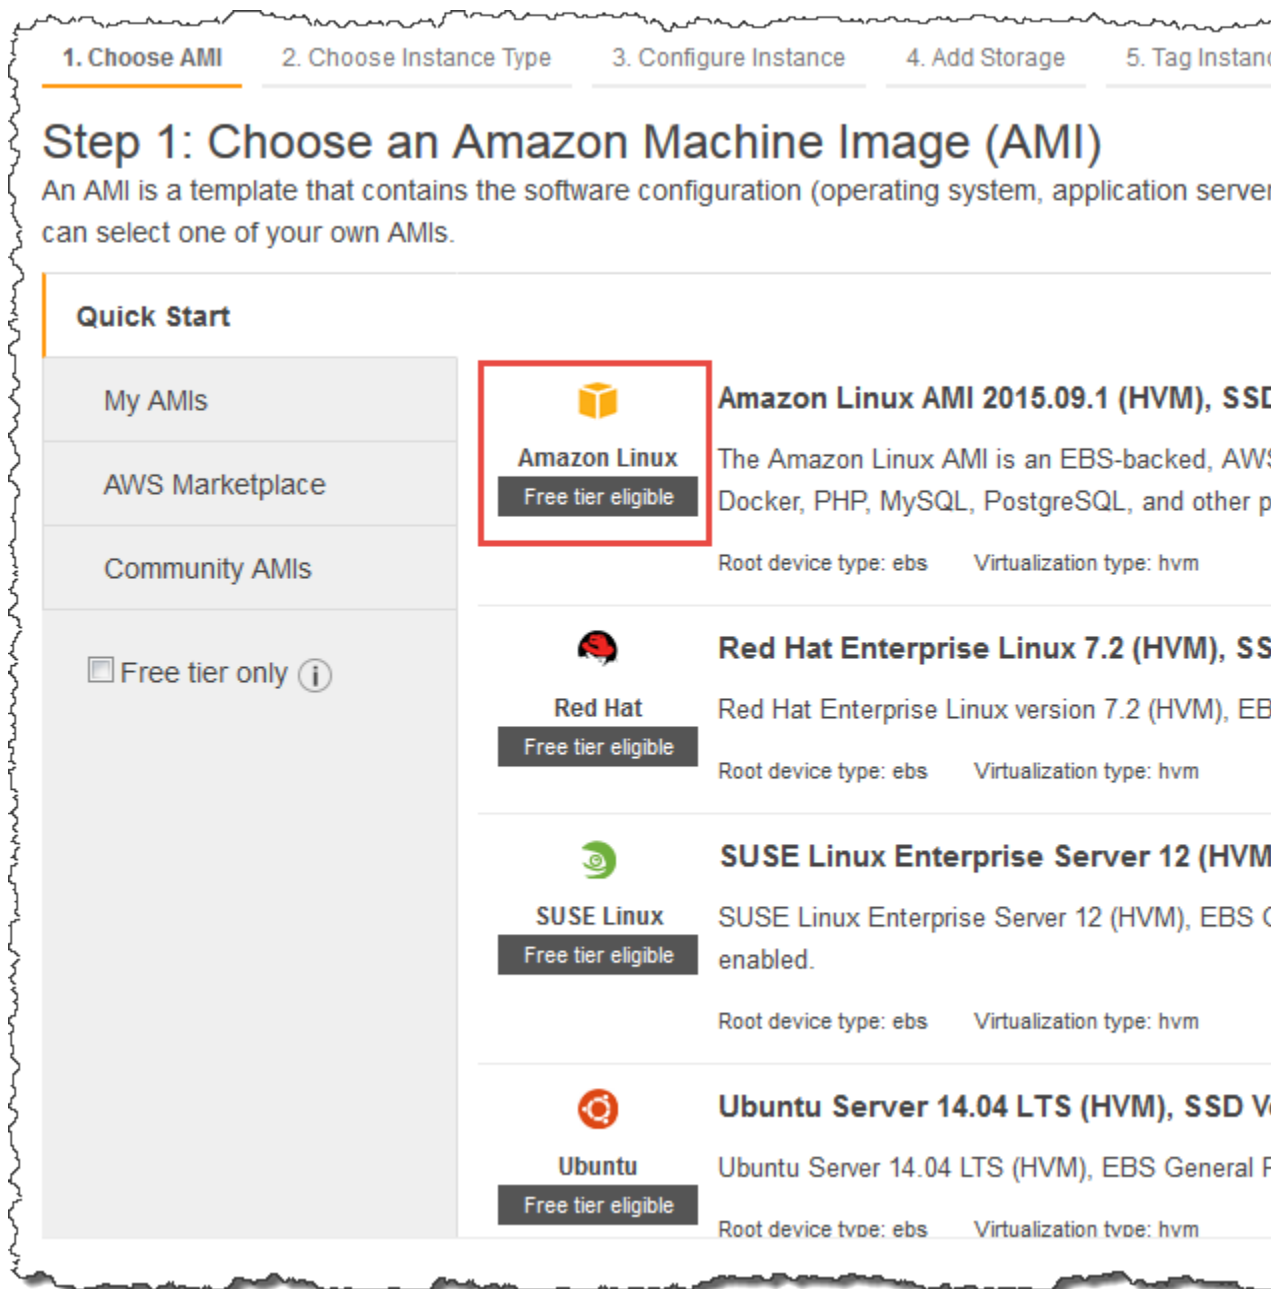 1. Choose AMI 2. Choose Instance Type 3. Configure Instance 4. Add Storage 5. Tag
Step 1: Choose an Amazon Machine Image (AMI)
An AMI is a template that contains the software configuration (operating system, application
can select one of your own AMIs.
Quick Start
My AMIs
AWS Marketplace
Community AMIs
Free tier only
Amazon Linux
Free tier eligible
Amazon Linux AMI 2015.09.1 (HVM),
The Amazon Linux AMI is an EBS-backed,
Docker, PHP, MySQL, PostgreSQL, and other
Root device type: ebs Virtualization type: hvm
Red Hat
Free tier eligible
Red Hat Enterprise Linux 7.2 (HVM),
Red Hat Enterprise Linux version 7.2 (HVM),
Root device type: ebs Virtualization type: hvm
SUSE Linux
Free tier eligible
SUSE Linux Enterprise Server 12
SUSE Linux Enterprise Server 12 (HVM), EBS
enabled.
Root device type: ebs Virtualization type: hvm
Ubuntu
Free tier eligible
Ubuntu Server 14.04 LTS (HVM), SSD
Ubuntu Server 14.04 LTS (HVM), EBS General
Root device type: ebs Virtualization type: hvm